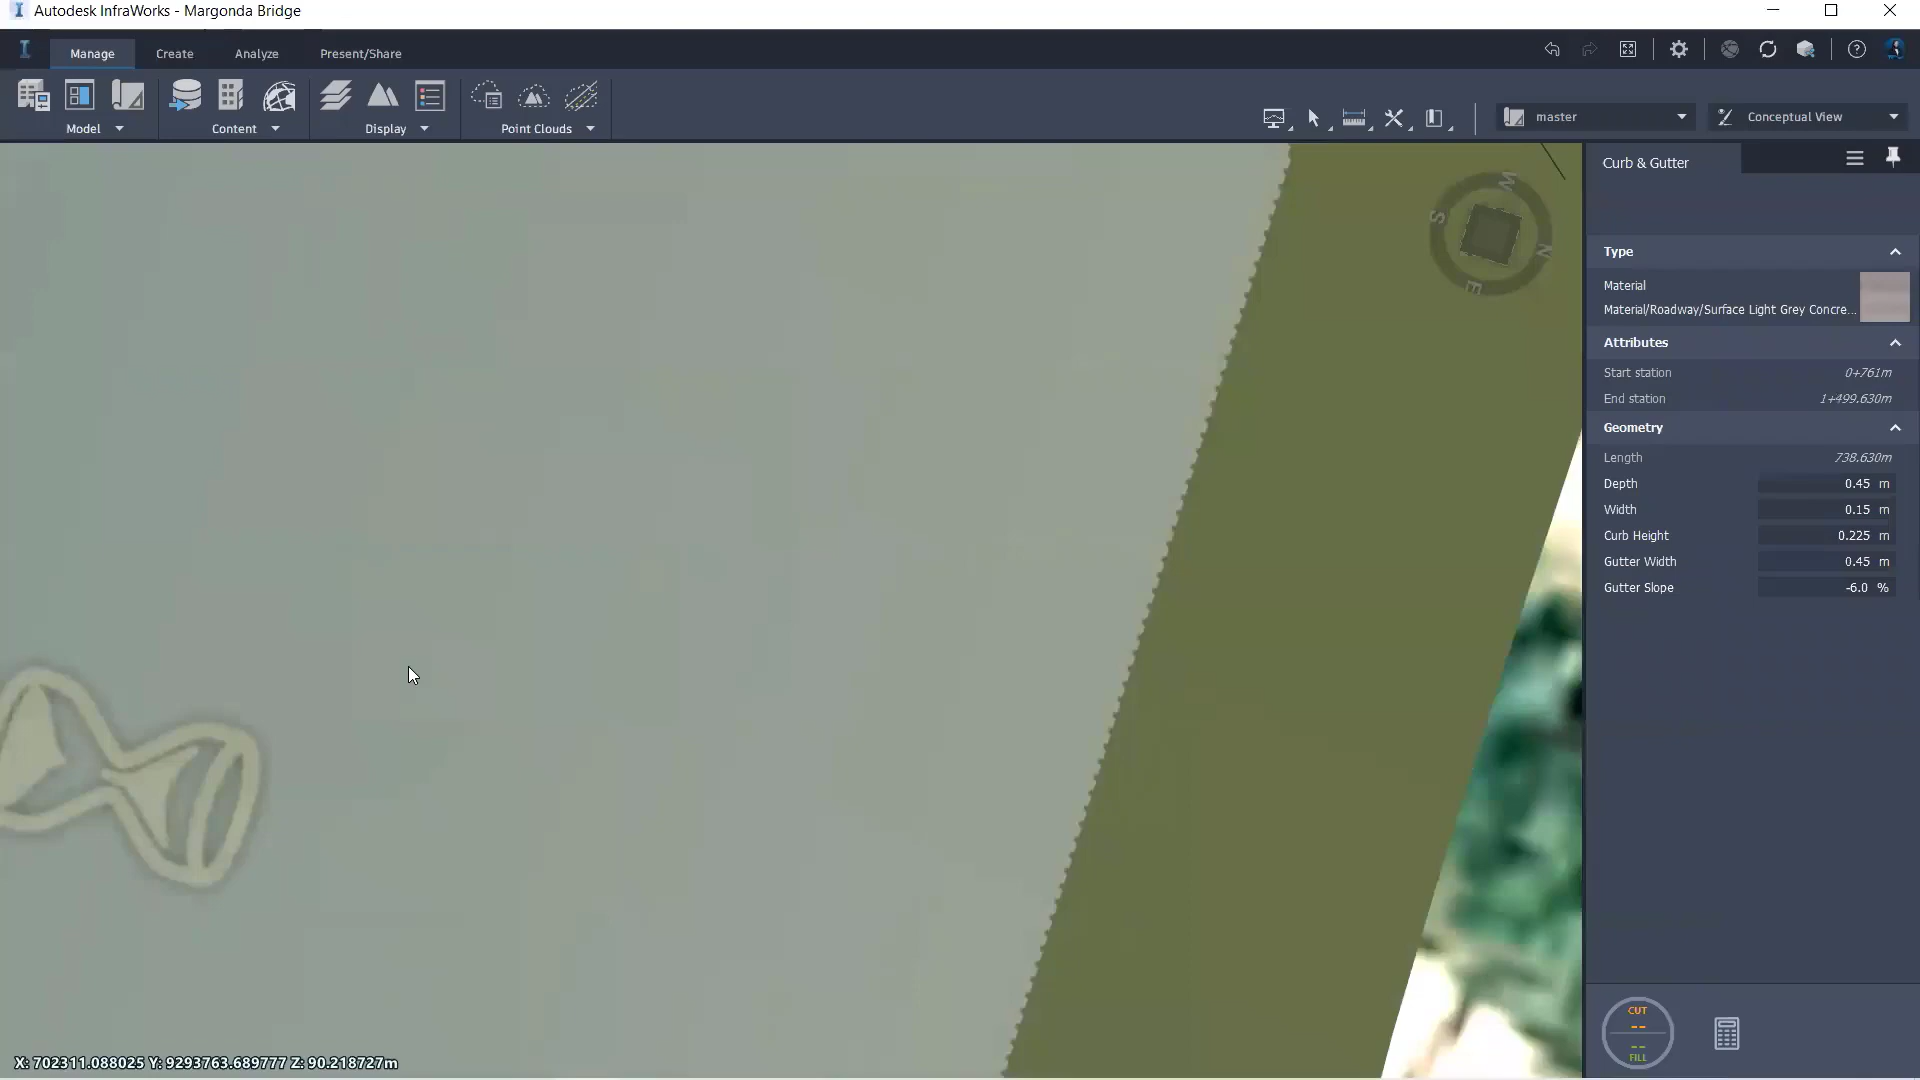 Autodesk InfraWorks - Margonda Bridge
Manage Create Analyze Present/Share
Model Content Display Point Clouds
master Conceptual View
Curb & Gutter
W
S
N
E
Type
Material
Material/Roadway/Surface Light Grey Concre...
Attributes
Start station 0+761m
End station 1+499.630m
Geometry
Length 738.630m
Depth 0.45 m
Width 0.15 m
Curb Height 0.225 m
Gutter Width 0.45 m
Gutter Slope -6.0 %
CUT
--
--
FILL
X: 702311.088025 Y: 9293763.689777 Z: 90.218727m